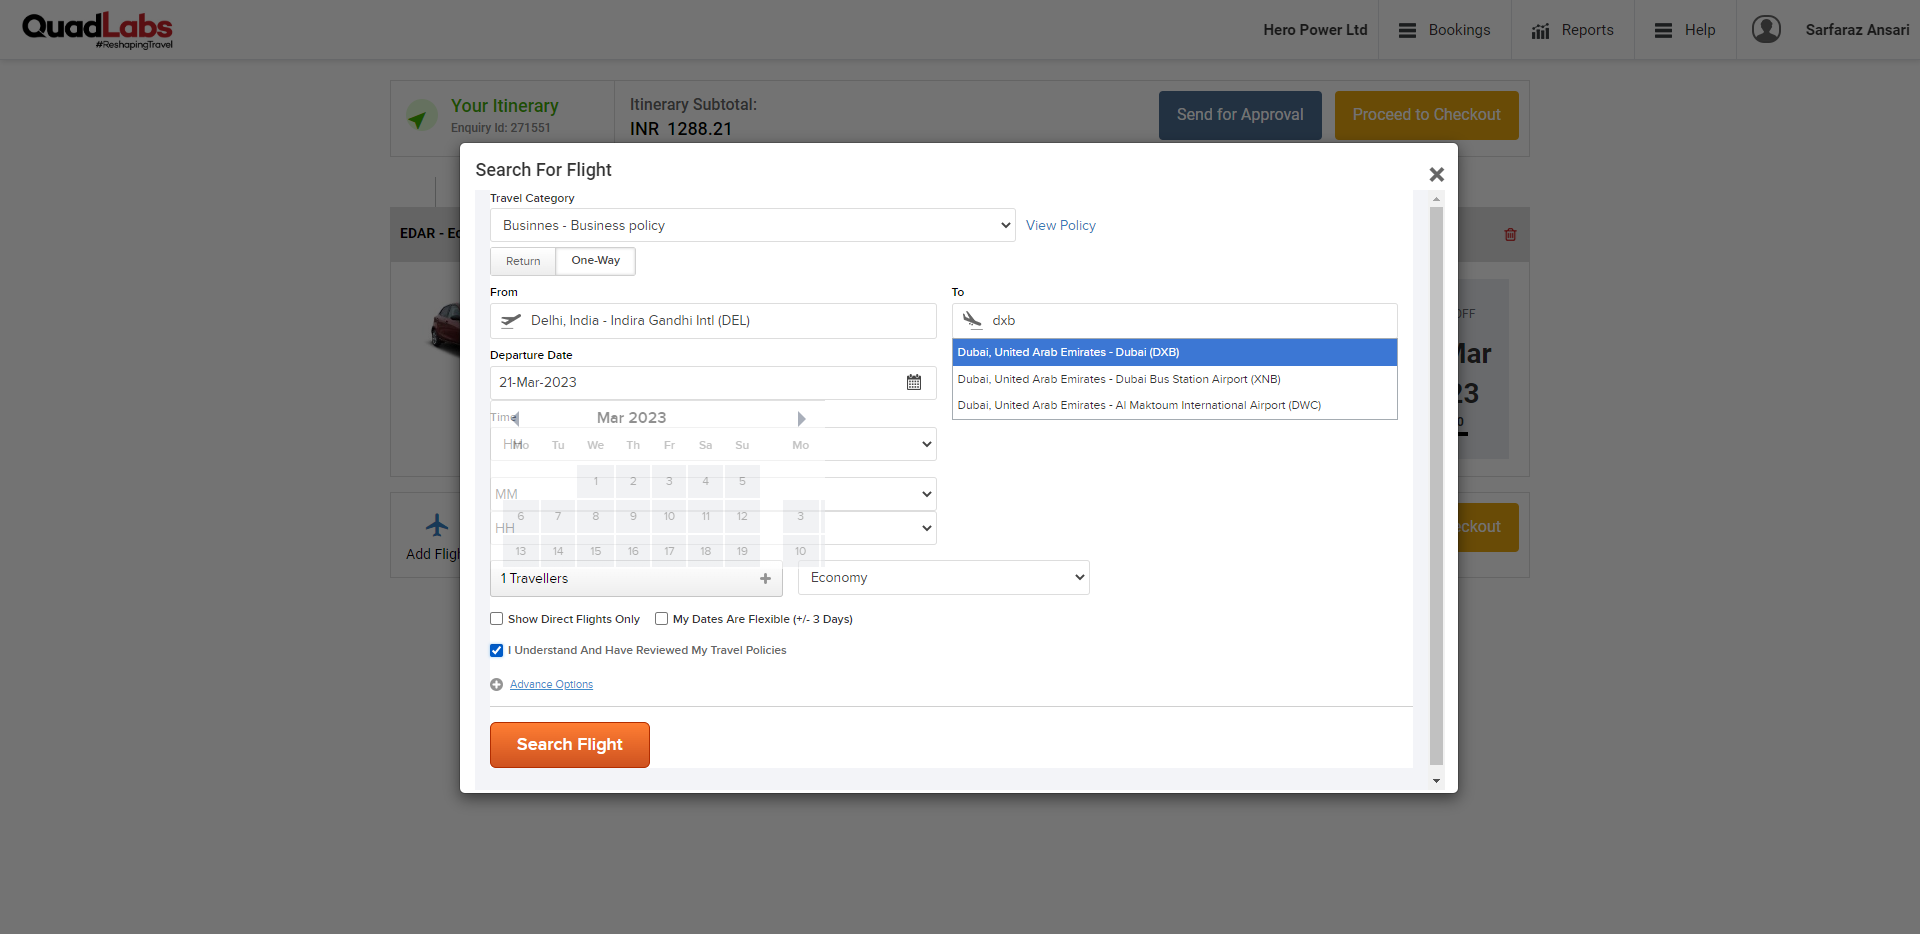 QuadLabs
#ReshapingTravel
Hero Power Ltd
Bookings
Reports
Help
Sarfaraz Ansari
Your Itinerary
Enquiry Id: 271551
Itinerary Subtotal:
INR 1288.21
Send for Approval
Proceed to Checkout
Search For Flight
Travel Category
Businnes - Business policy
View Policy
EDAR - Ec
Return
One-Way
From
To
Delhi, India - Indira Gandhi Intl (DEL)
dxb
Departure Date
Dubai, United Arab Emirates - Dubai (DXB)
21-Mar-2023
Dubai, United Arab Emirates - Dubai Bus Station Airport (XNB)
Dubai, United Arab Emirates - Al Maktoum International Airport (DWC)
OFF
Mar
23
0
Time
Mar 2023
HH
Mo Tu We Th Fr Sa Su Mo
1 2 3 4 5
MM
6 7 8 9 10 11 12 3
HH
13 14 15 16 17 18 19 10
Add Fligh
eckout
1 Travellers
Economy
Show Direct Flights Only
My Dates Are Flexible (+/- 3 Days)
I Understand And Have Reviewed My Travel Policies
Advance Options
Search Flight